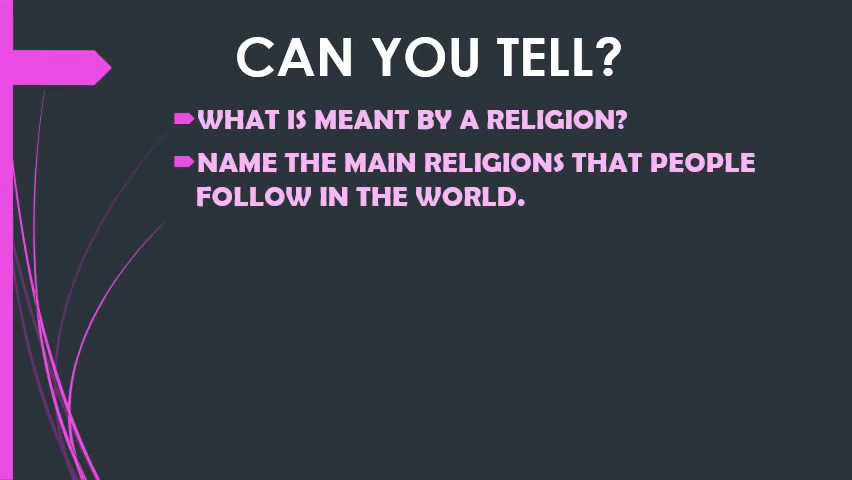 CAN YOU TELL?
WHAT IS MEANT BY A RELIGION?
NAME THE MAIN RELIGIONS THAT PEOPLE
FOLLOW IN THE WORLD.